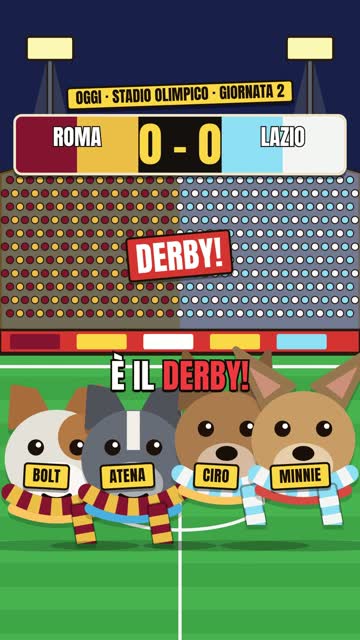 OGGI · STADIO OLIMPICO · GIORNATA 2
ROMA 0 - 0 LAZIO
DERBY!
È IL DERBY!
BOLT ATENA CIRO MINNIE